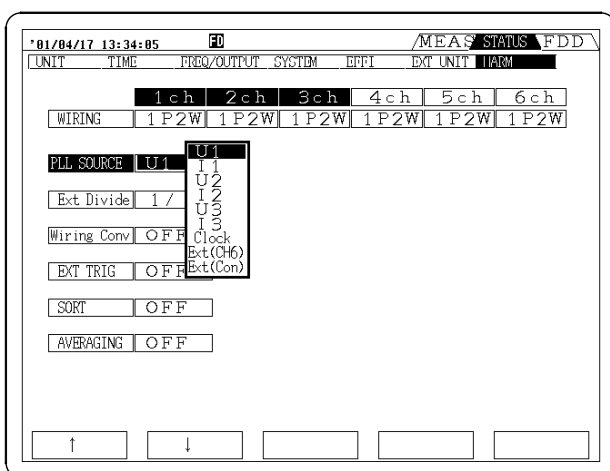 '01/04/17 13:34:05 FD MEAS STATUS FDD
UNIT TIME FREQ/OUTPUT SYSTEM EFFI EXT UNIT HARM
1ch 2ch 3ch 4ch 5ch 6ch
WIRING 1P2W 1P2W 1P2W 1P2W 1P2W 1P2W
PLL SOURCE U1
U1
I1
U2
I2
U3
I3
Clock
Ext(CH6)
Ext(Con)
Ext Divide 1/
Wiring Conv OFF
EXT TRIG OFF
SORT OFF
AVERAGING OFF
↑ ↓